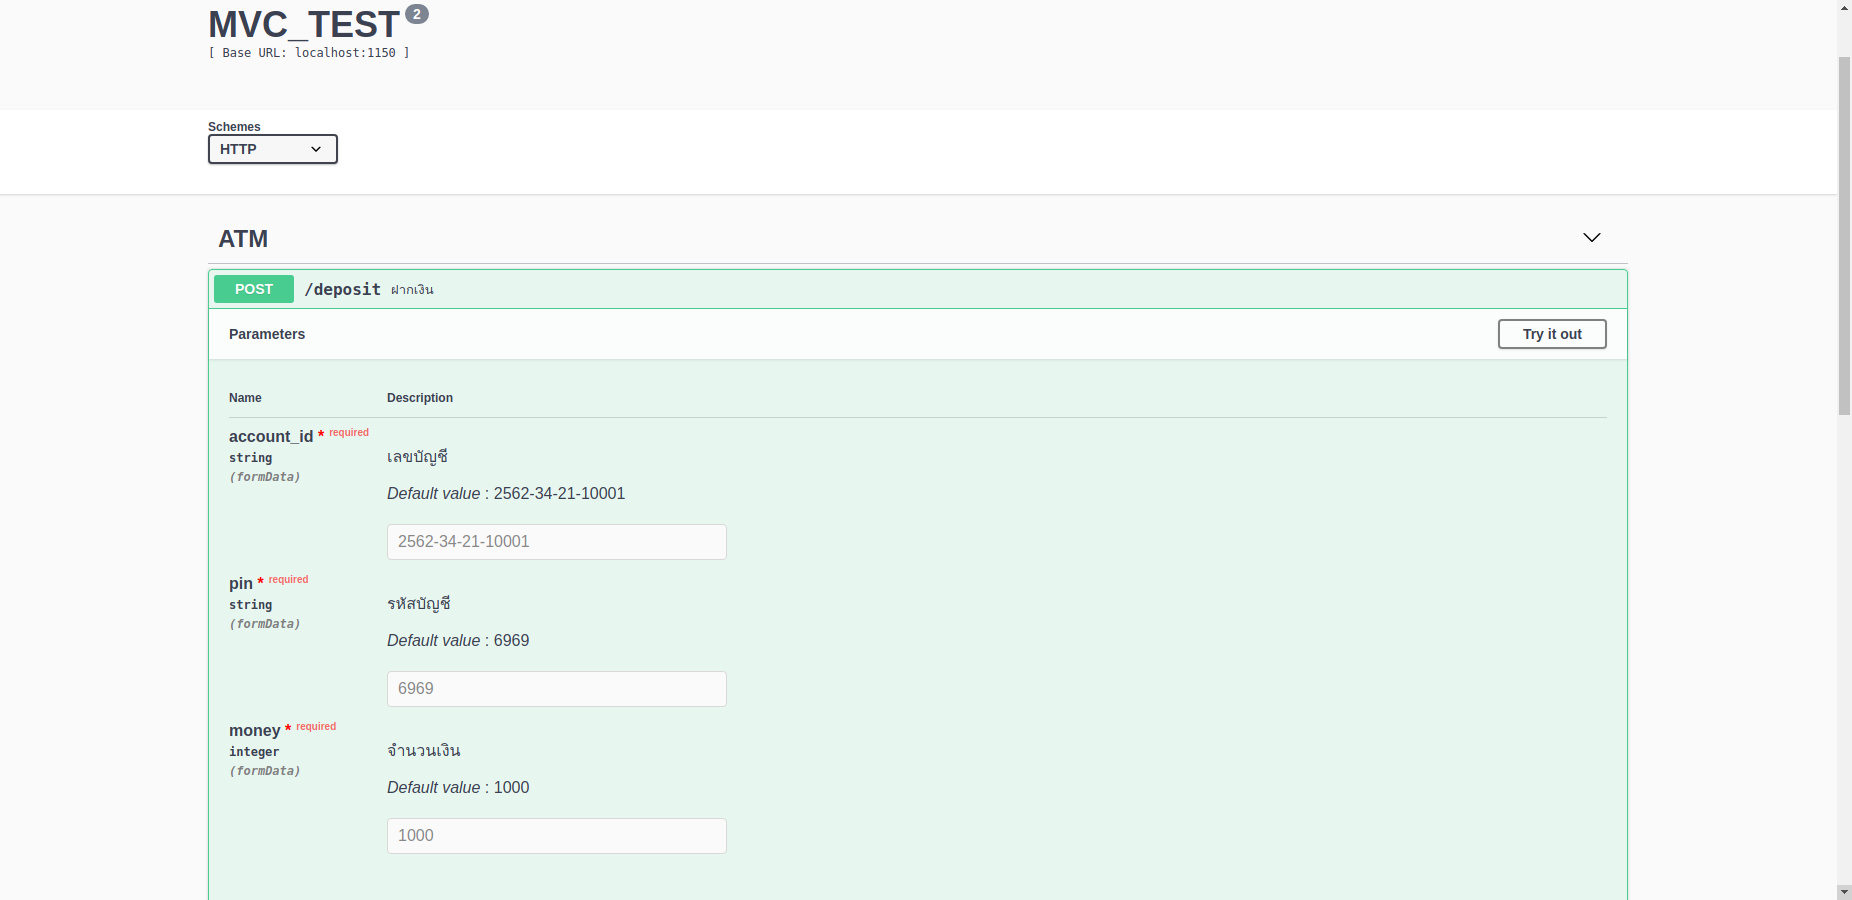 MVC_TEST 2
[ Base URL: localhost:1150 ]
Schemes
HTTP
ATM
POST /deposit ฝากเงิน
Parameters Try it out
Name Description
account_id * required
string
(formData)
เลขบัญชี
Default value : 2562-34-21-10001
2562-34-21-10001
pin * required
string
(formData)
รหัสบัญชี
Default value : 6969
6969
money * required
integer
(formData)
จำนวนเงิน
Default value : 1000
1000